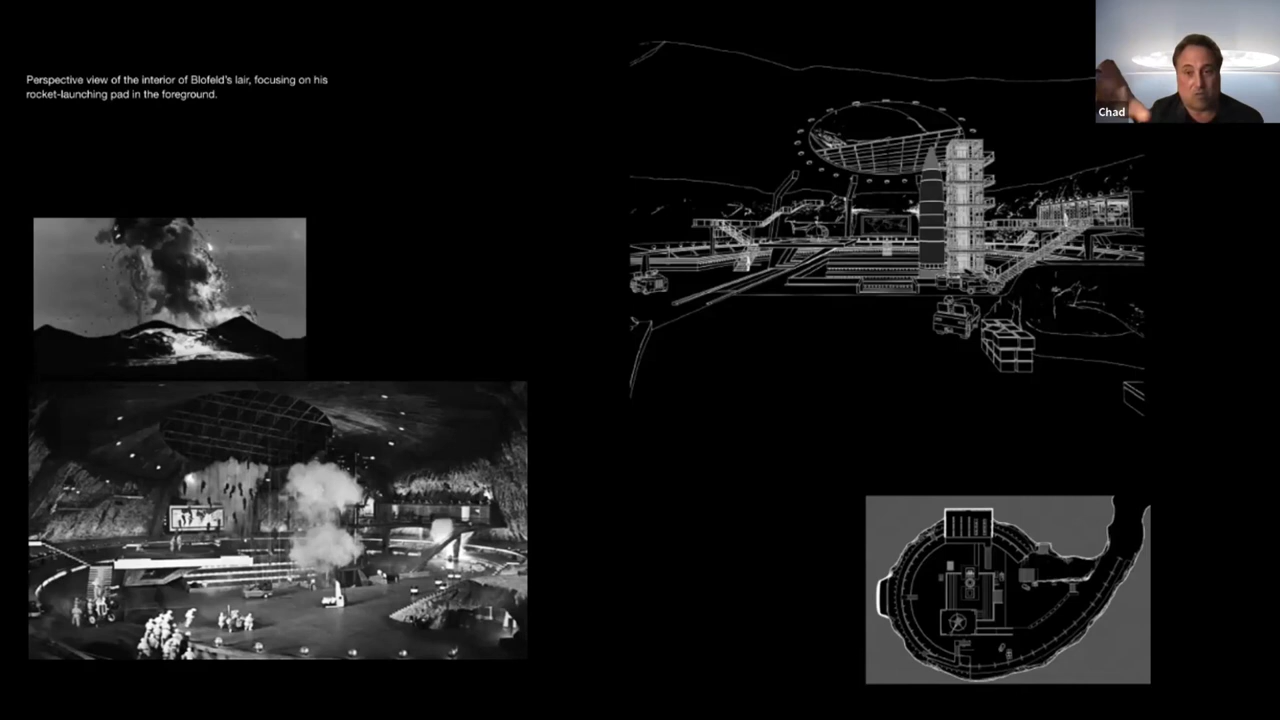 Perspective view of the interior of Blofeld's lair, focusing on his
rocket-launching pad in the foreground.
Chad